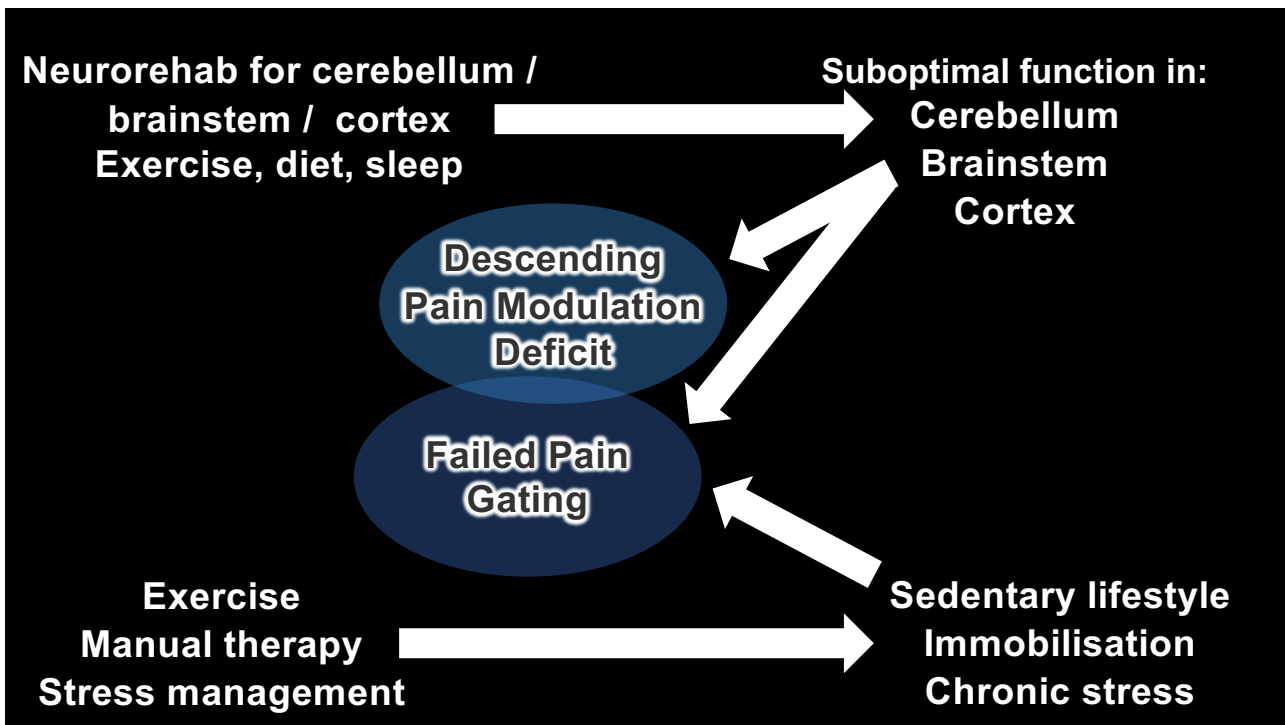 Neurorehab for cerebellum /
brainstem / cortex
Exercise, diet, sleep
Suboptimal function in:
Cerebellum
Brainstem
Cortex
Descending
Pain Modulation
Deficit
Failed Pain
Gating
Exercise
Manual therapy
Stress management
Sedentary lifestyle
Immobilisation
Chronic stress